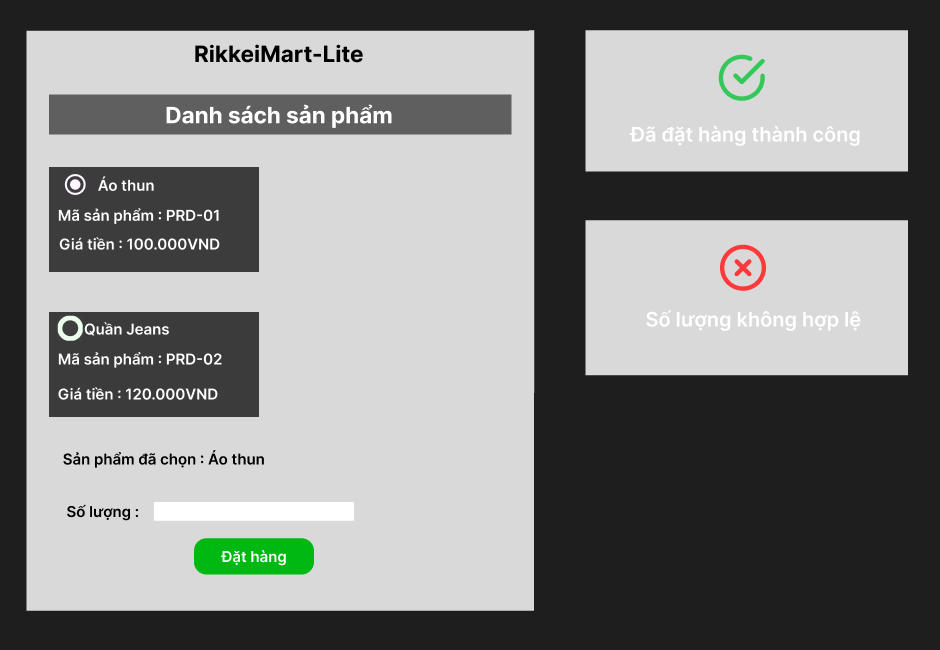 RikkeiMart-Lite
Danh sách sản phẩm
Áo thun
Mã sản phẩm : PRD-01
Giá tiền : 100.000VND
Quần Jeans
Mã sản phẩm : PRD-02
Giá tiền : 120.000VND
Sản phẩm đã chọn : Áo thun
Số lượng :
Đặt hàng
Đã đặt hàng thành công
Số lượng không hợp lệ